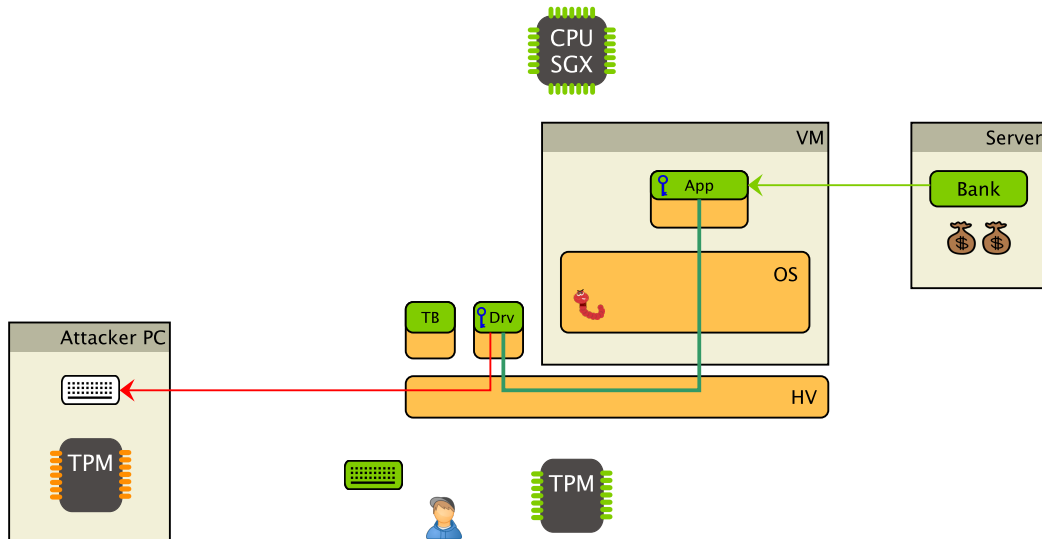 CPU
SGX
VM
Server
App
Bank
OS
TB
Drv
Attacker PC
HV
TPM
TPM